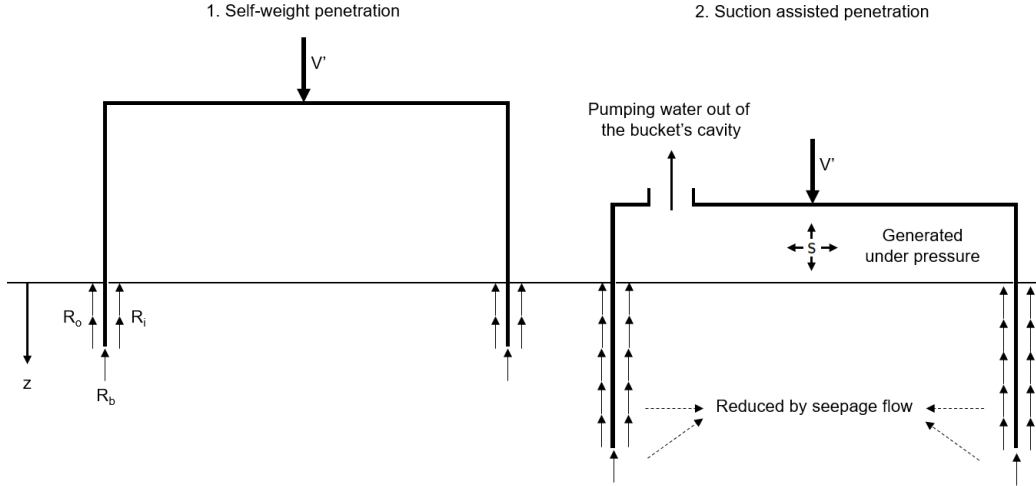 1. Self-weight penetration
2. Suction assisted penetration
V'
Pumping water out of
the bucket's cavity
V'
S
Generated
under pressure
Ro
Ri
z
Rb
Reduced by seepage flow